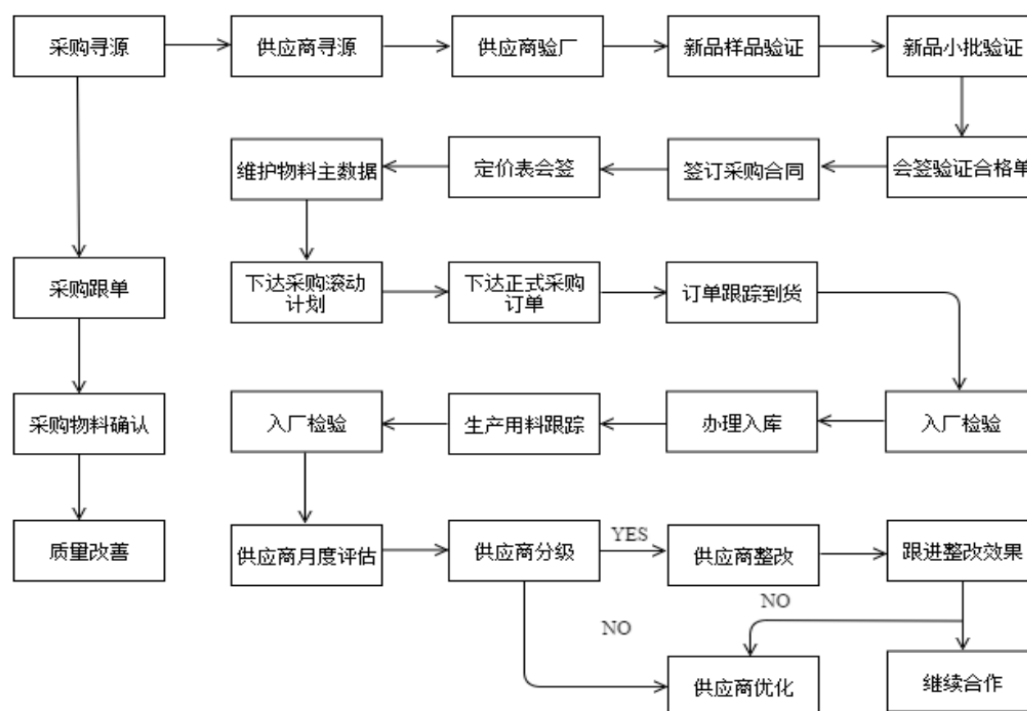 采购寻源
供应商寻源
供应商验厂
新品样品验证
新品小批验证
维护物料主数据
定价表会签
签订采购合同
会签验证合格单
采购跟单
下达采购滚动
计划
下达正式采购
订单
订单跟踪到货
采购物料确认
入厂检验
生产用料跟踪
办理入库
入厂检验
质量改善
供应商月度评估
供应商分级
YES
供应商整改
跟进整改效果
NO
NO
供应商优化
继续合作